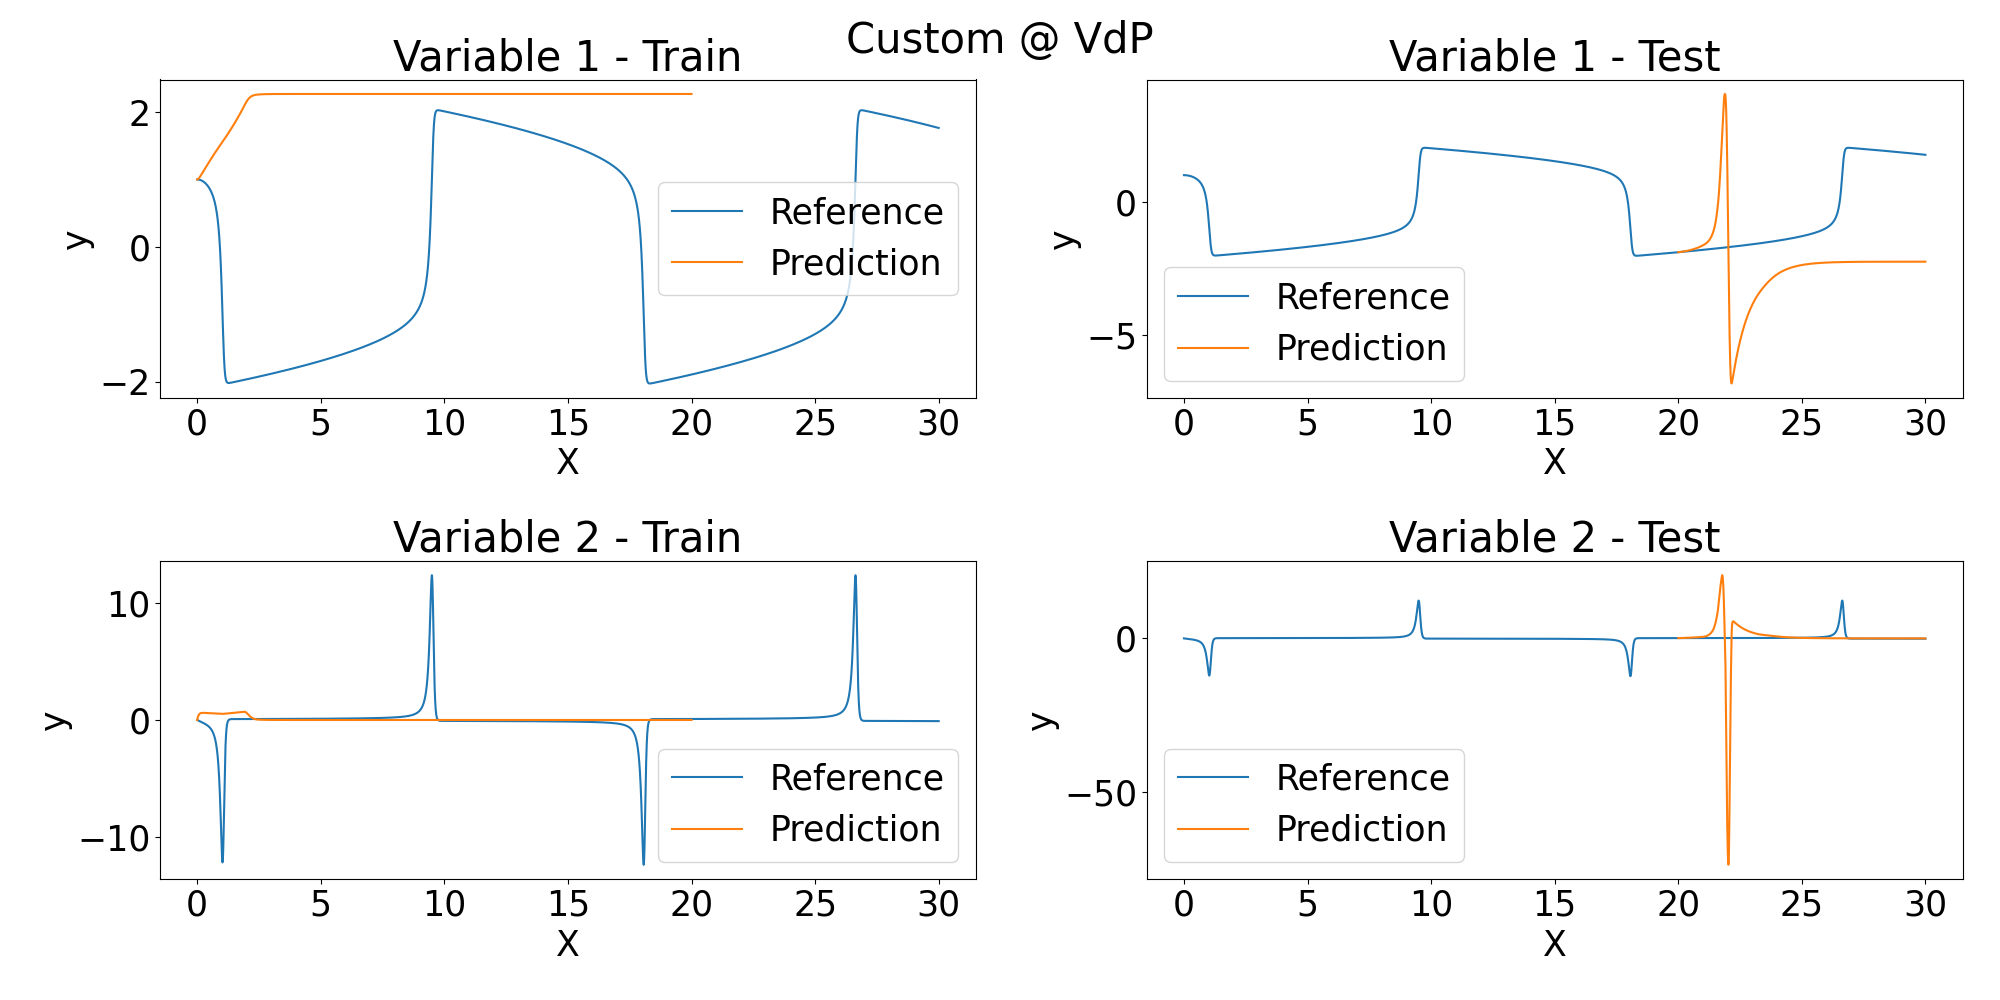 Custom @ VdP
Variable 1 - Train
2
0
−2
y
0 5 10 15 20 25 30
X
Reference
Prediction
Variable 1 - Test
0
−5
y
0 5 10 15 20 25 30
X
Reference
Prediction
Variable 2 - Train
10
0
−10
y
0 5 10 15 20 25 30
X
Reference
Prediction
Variable 2 - Test
0
−50
y
0 5 10 15 20 25 30
X
Reference
Prediction